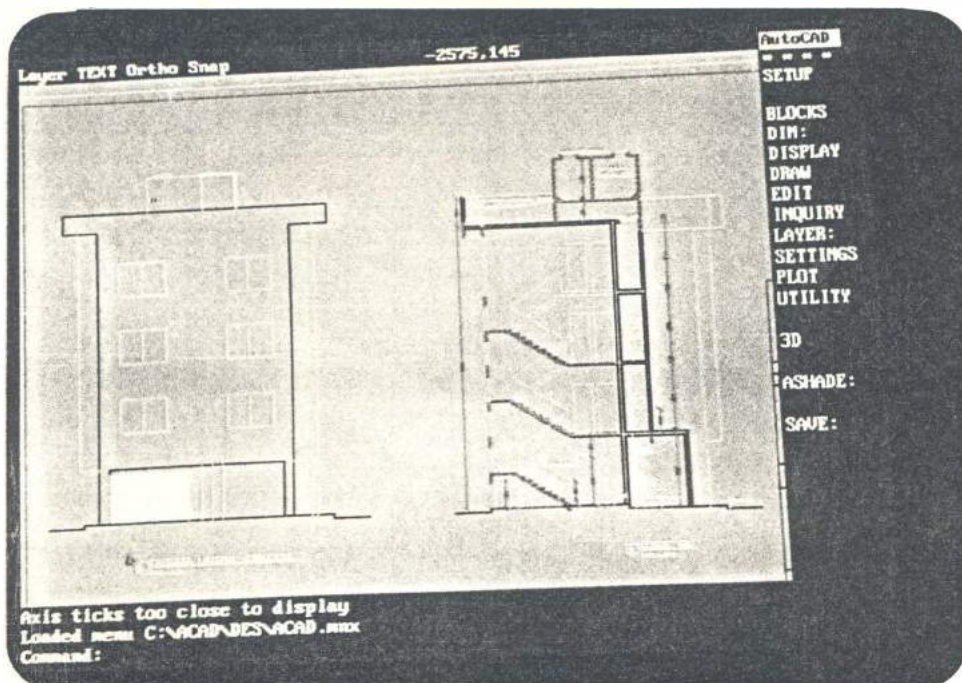 Layer TEXT Ortho Snap
-2575,145
AutoCAD
* * * *
SETUP
BLOCKS
DIM:
DISPLAY
DRAW
EDIT
INQUIRY
LAYER:
SETTINGS
PLOT
UTILITY
3D
ASHADE:
SAVE:
Axis ticks too close to display
Loaded menu C:\ACAD\DES\ACAD.mnx
Command: